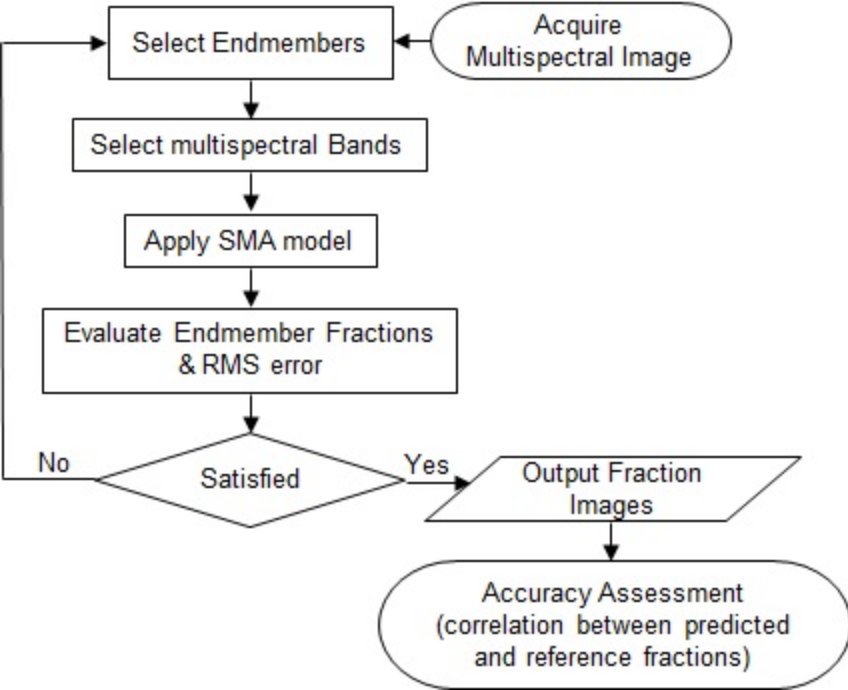 Acquire
Multispectral Image
Select Endmembers
Select multispectral Bands
Apply SMA model
Evaluate Endmember Fractions
& RMS error
Satisfied
No
Yes
Output Fraction
Images
Accuracy Assessment
(correlation between predicted
and reference fractions)